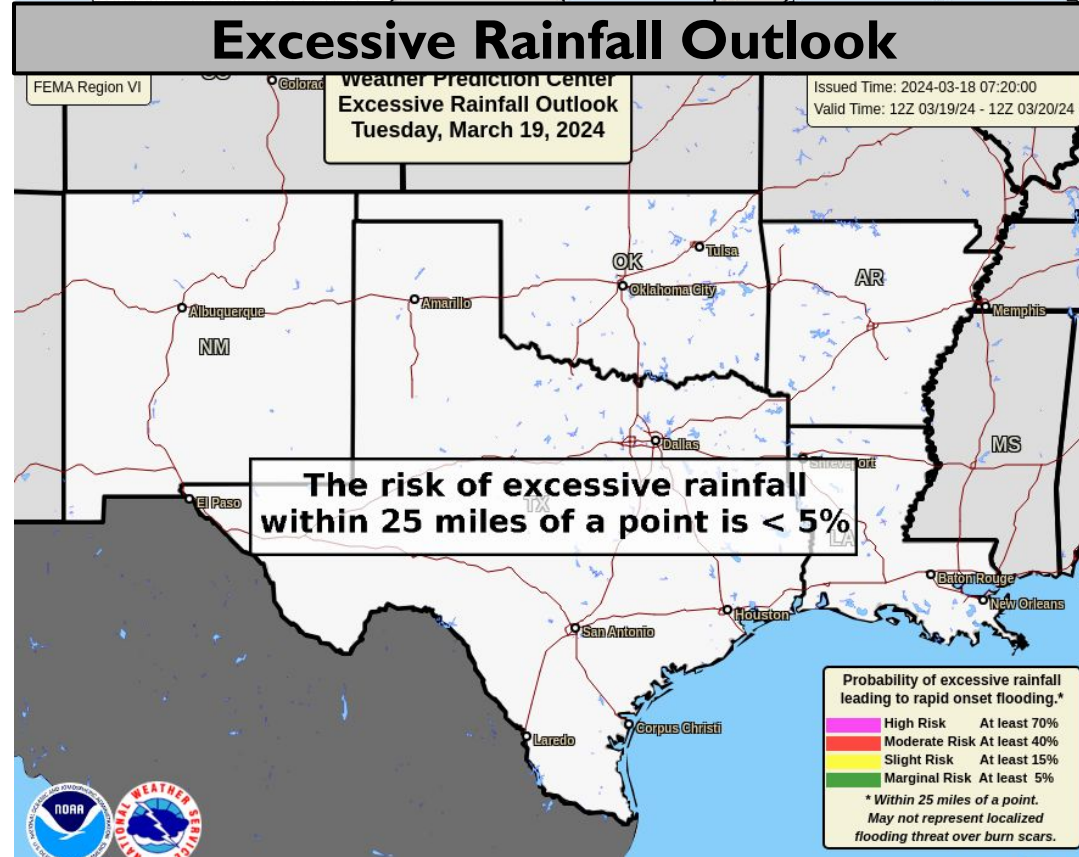 Excessive Rainfall Outlook
FEMA Region VI
Weather Prediction Center
Excessive Rainfall Outlook
Tuesday, March 19, 2024
Issued Time: 2024-03-18 07:20:00
Valid Time: 12Z 03/19/24 - 12Z 03/20/24
Tulsa
OK
Oklahoma City
AR
Amarillo
Albuquerque
Memphis
NM
Dallas
MS
Shreveport
El Paso
The risk of excessive rainfall
within 25 miles of a point is < 5%
TX
LA
Baton Rouge
New Orleans
Houston
San Antonio
Corpus Christi
Laredo
Probability of excessive rainfall
leading to rapid onset flooding.*
High Risk At least 70%
Moderate Risk At least 40%
Slight Risk At least 15%
Marginal Risk At least 5%
* Within 25 miles of a point.
May not represent localized
flooding threat over burn scars.
NOAA
NATIONAL WEATHER SERVICE